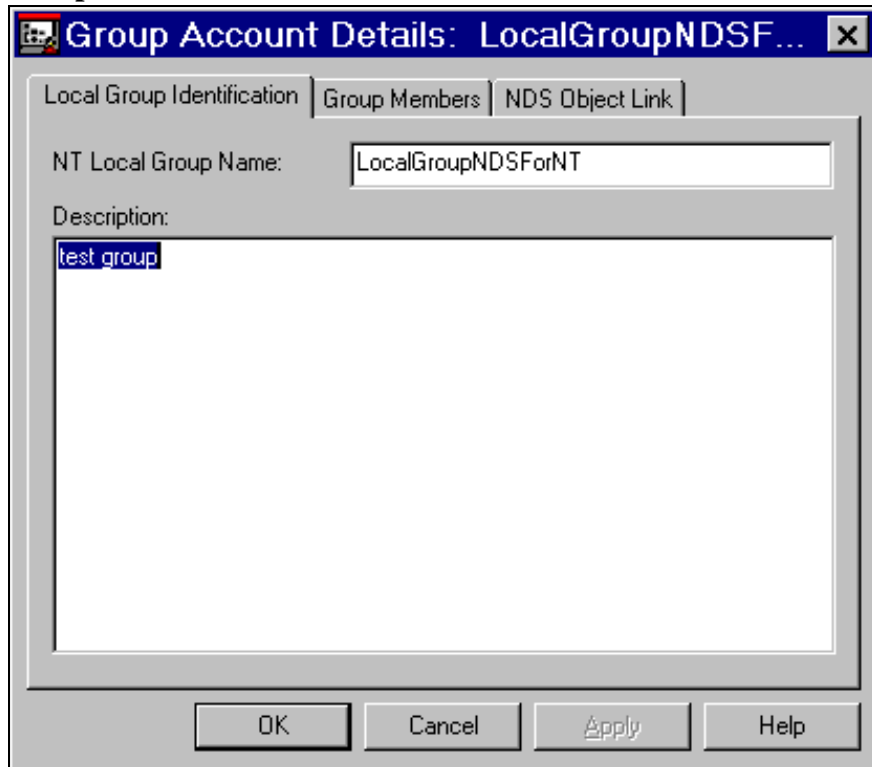 Group Account Details: LocalGroupNDSF...
Local Group Identification
Group Members
NDS Object Link
NT Local Group Name:
LocalGroupNDSForNT
Description:
test group
OK
Cancel
Apply
Help